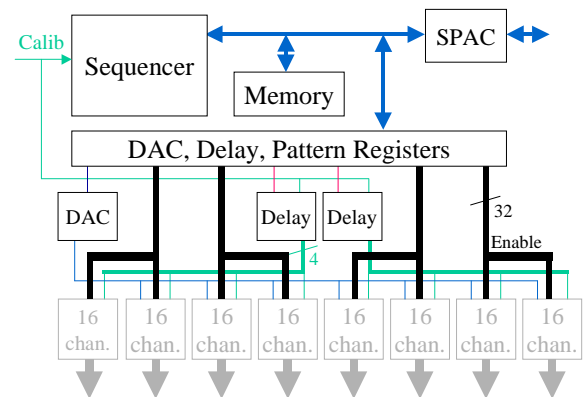 Calib
Sequencer
SPAC
Memory
DAC, Delay, Pattern Registers
DAC
Delay
Delay
32
Enable
4
16
chan.
16
chan.
16
chan.
16
chan.
16
chan.
16
chan.
16
chan.
16
chan.